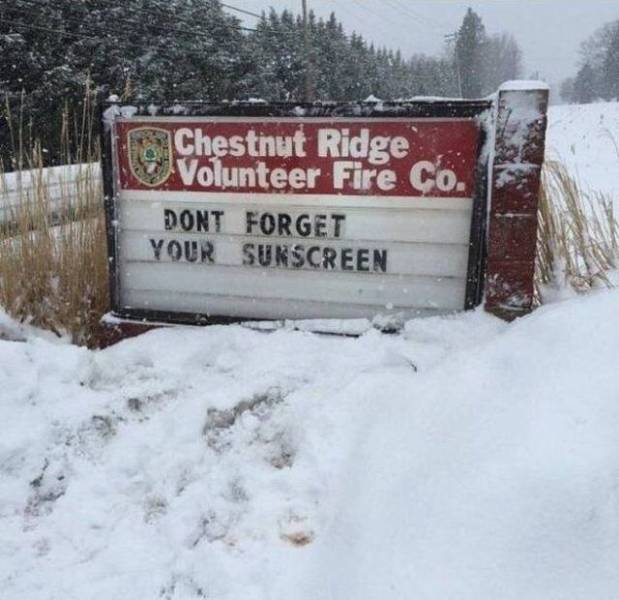 Chestnut Ridge
Volunteer Fire Co.
DONT FORGET
YOUR SUNSCREEN